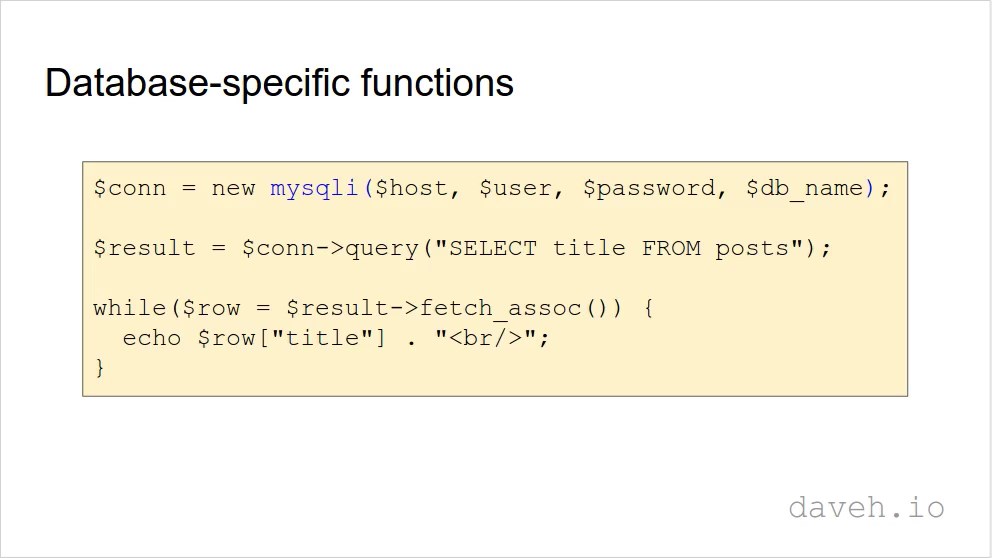 Database-specific functions
$conn = new mysqli($host, $user, $password, $db_name);
$result = $conn->query("SELECT title FROM posts");
while($row = $result->fetch_assoc()) {
  echo $row["title"] . "<br/>";
}
daveh.io